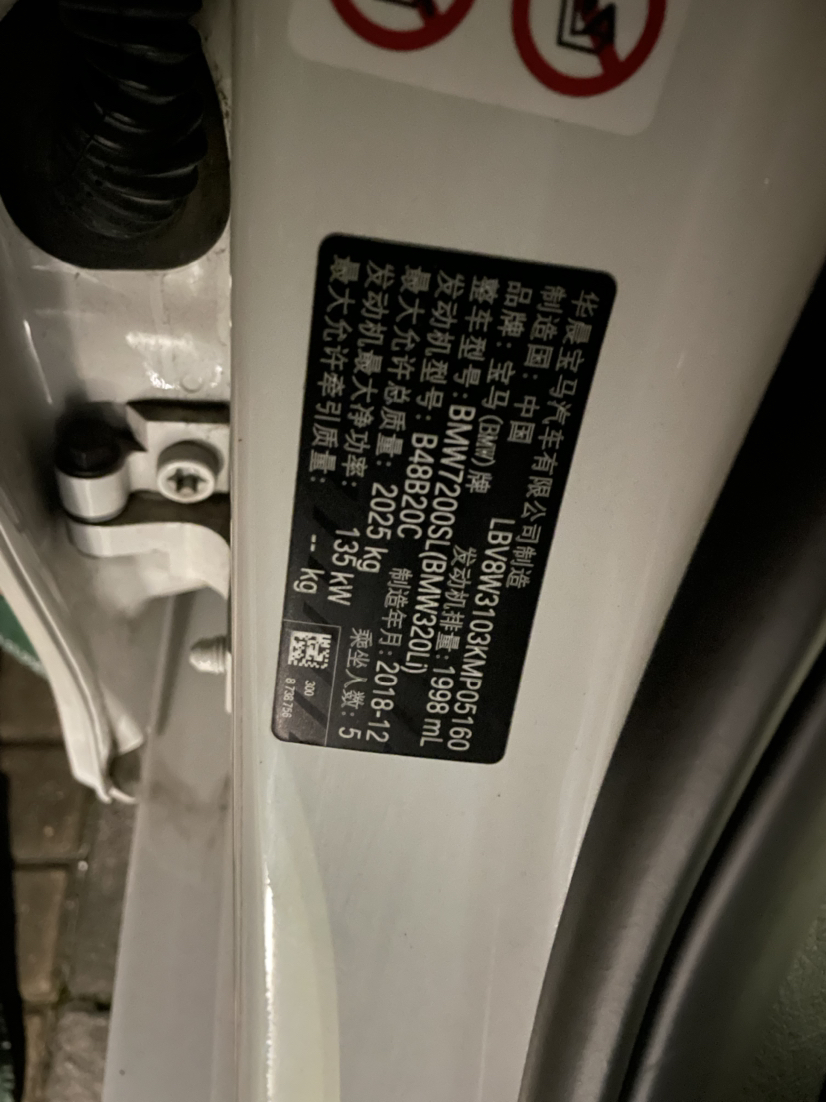 华晨宝马汽车有限公司制造
制造国：中国 LBV8W3103KMP05160
品牌：宝马(BMW)牌 发动机排量：1998 mL
整车型号：BMW7200SL(BMW320Li)
发动机型号：B48B20C 制造年月：2018-12
最大允许总质量：2025 kg 乘坐人数：5
发动机最大净功率：135 kW
最大允许牵引质量：-- kg
300
8 738 756